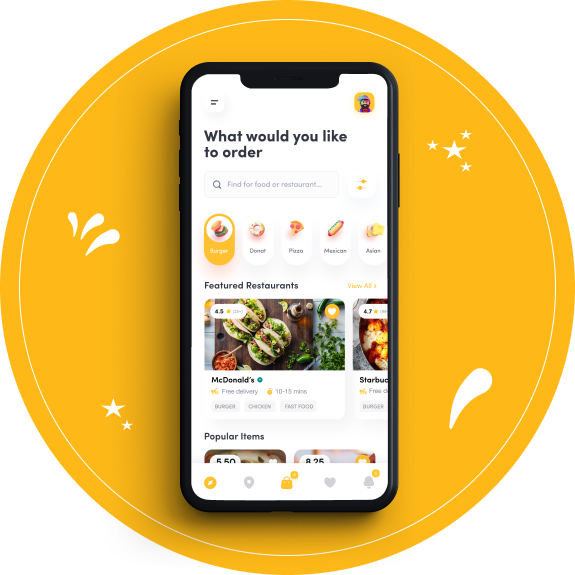 What would you like
to order
Find for food or restaurant...
Burger
Donat
Pizza
Mexican
Asian
Featured Restaurants
View All >
4.5 (25+)
4.7
McDonald's
Starbuc
Free delivery
10-15 mins
Free de
BURGER
CHICKEN
FAST FOOD
BURGER
Popular Items
5.50
8.25